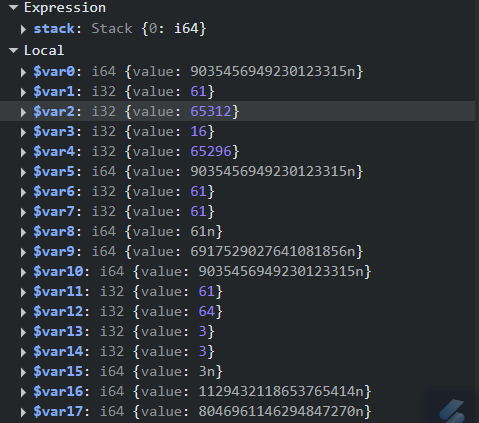 Expression
stack: Stack {0: i64}
Local
$var0: i64 {value: 9035456949230123315n}
$var1: i32 {value: 61}
$var2: i32 {value: 65312}
$var3: i32 {value: 16}
$var4: i32 {value: 65296}
$var5: i64 {value: 9035456949230123315n}
$var6: i32 {value: 61}
$var7: i32 {value: 61}
$var8: i64 {value: 61n}
$var9: i64 {value: 6917529027641081856n}
$var10: i64 {value: 9035456949230123315n}
$var11: i32 {value: 61}
$var12: i32 {value: 64}
$var13: i32 {value: 3}
$var14: i32 {value: 3}
$var15: i64 {value: 3n}
$var16: i64 {value: 1129432118653765414n}
$var17: i64 {value: 8046961146294847270n}